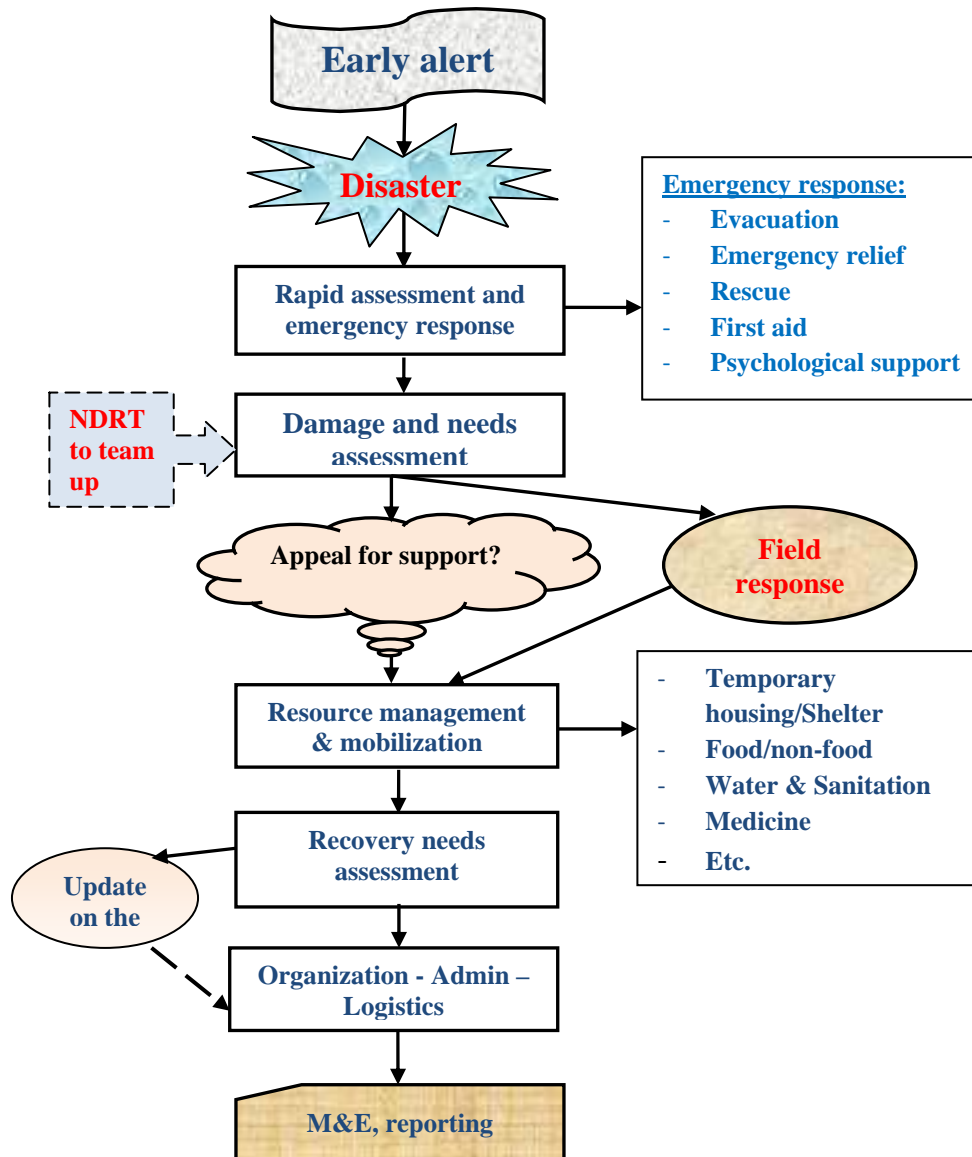 Early alert
Disaster
Emergency response:
- Evacuation
- Emergency relief
- Rescue
- First aid
- Psychological support
Rapid assessment and
emergency response
NDRT
to team
up
Damage and needs
assessment
Appeal for support?
Field
response
Resource management
& mobilization
- Temporary
housing/Shelter
- Food/non-food
- Water & Sanitation
- Medicine
- Etc.
Recovery needs
assessment
Update
on the
Organization - Admin –
Logistics
M&E, reporting